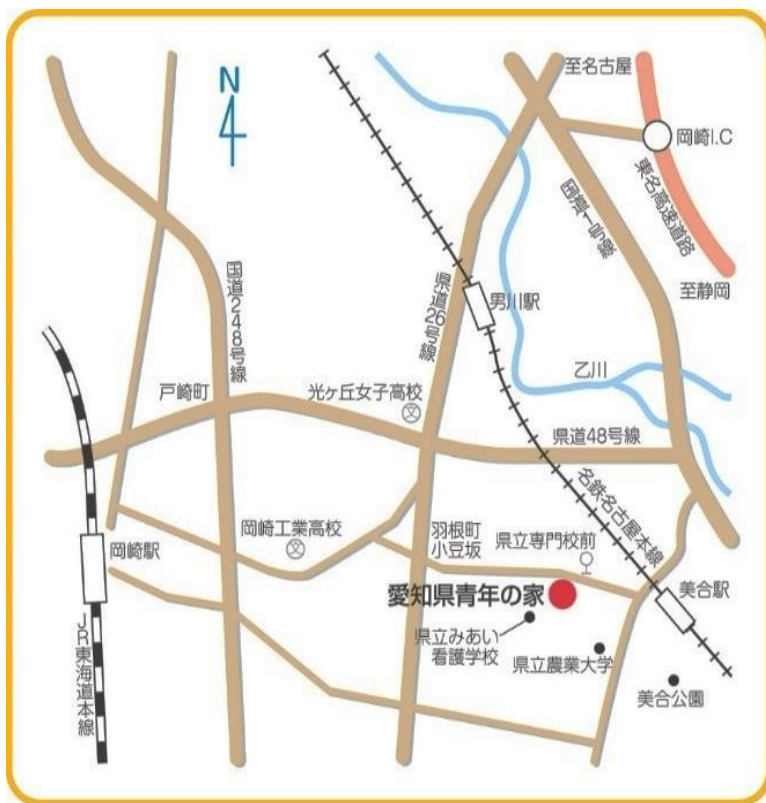 至名古屋
N
岡崎I.C
東名高速道路
国道1号線
至静岡
国道248号線
県道26号線
男川駅
乙川
戸崎町
光ヶ丘女子高校
文
県道48号線
名鉄名古屋本線
岡崎工業高校
文
羽根町
小豆坂
県立専門校前
岡崎駅
愛知県青年の家
美合駅
県立みあい
看護学校
県立農業大学
JR東海道本線
美合公園